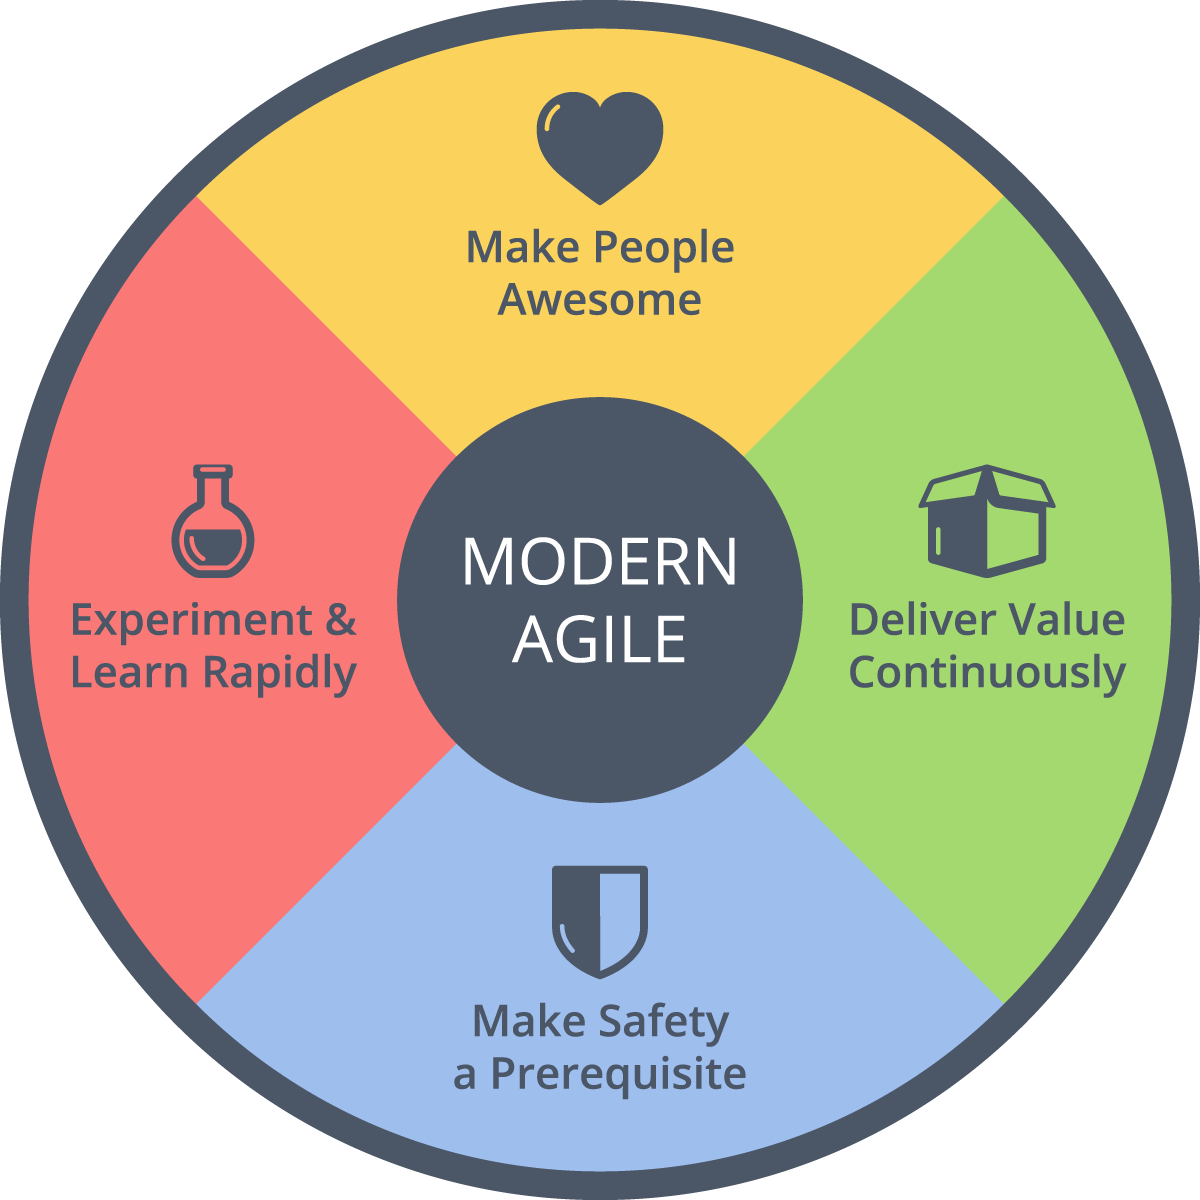 Make People
Awesome
Experiment &
Learn Rapidly
MODERN
AGILE
Deliver Value
Continuously
Make Safety
a Prerequisite